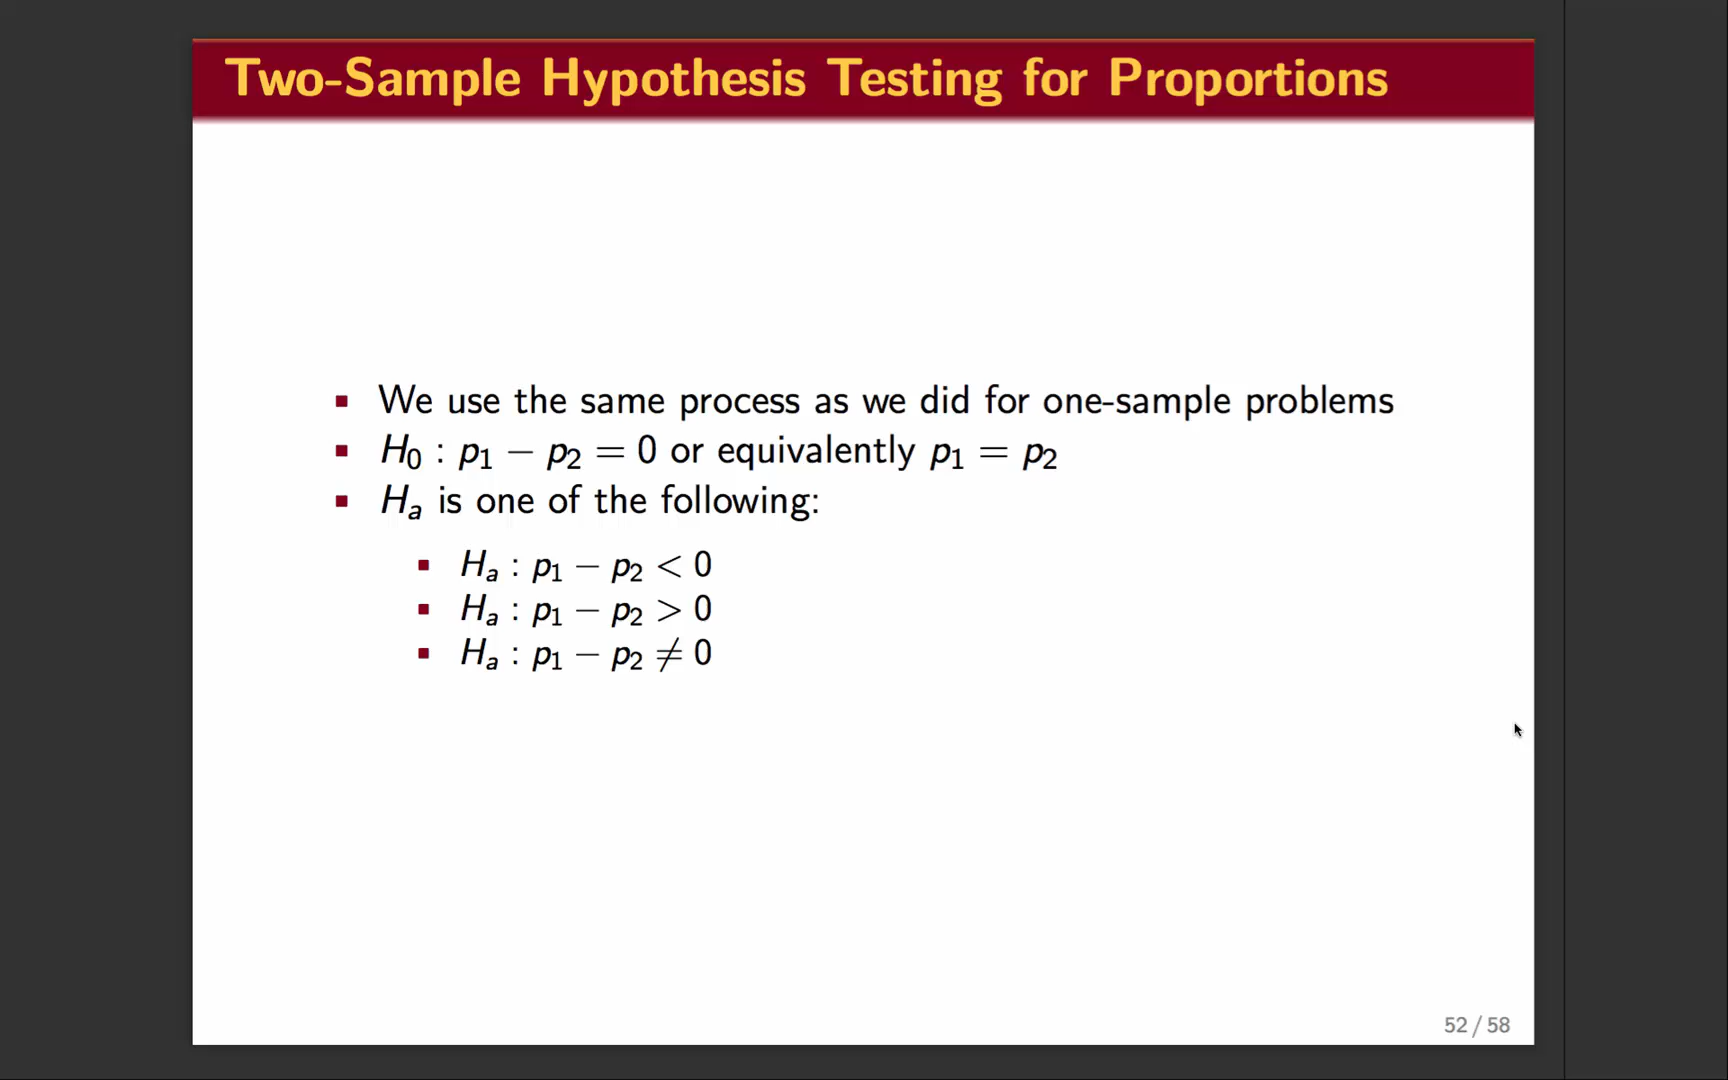 Two-Sample Hypothesis Testing for Proportions
▪ We use the same process as we did for one-sample problems
▪ H₀ : p₁ − p₂ = 0 or equivalently p₁ = p₂
▪ Hₐ is one of the following:
▪ Hₐ : p₁ − p₂ < 0
▪ Hₐ : p₁ − p₂ > 0
▪ Hₐ : p₁ − p₂ ≠ 0
52 / 58